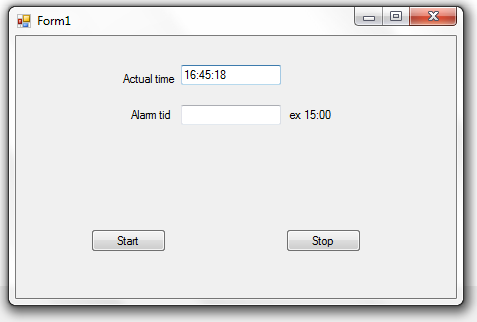 Form1
Actual time 16:45:18
Alarm tid ex 15:00
Start Stop